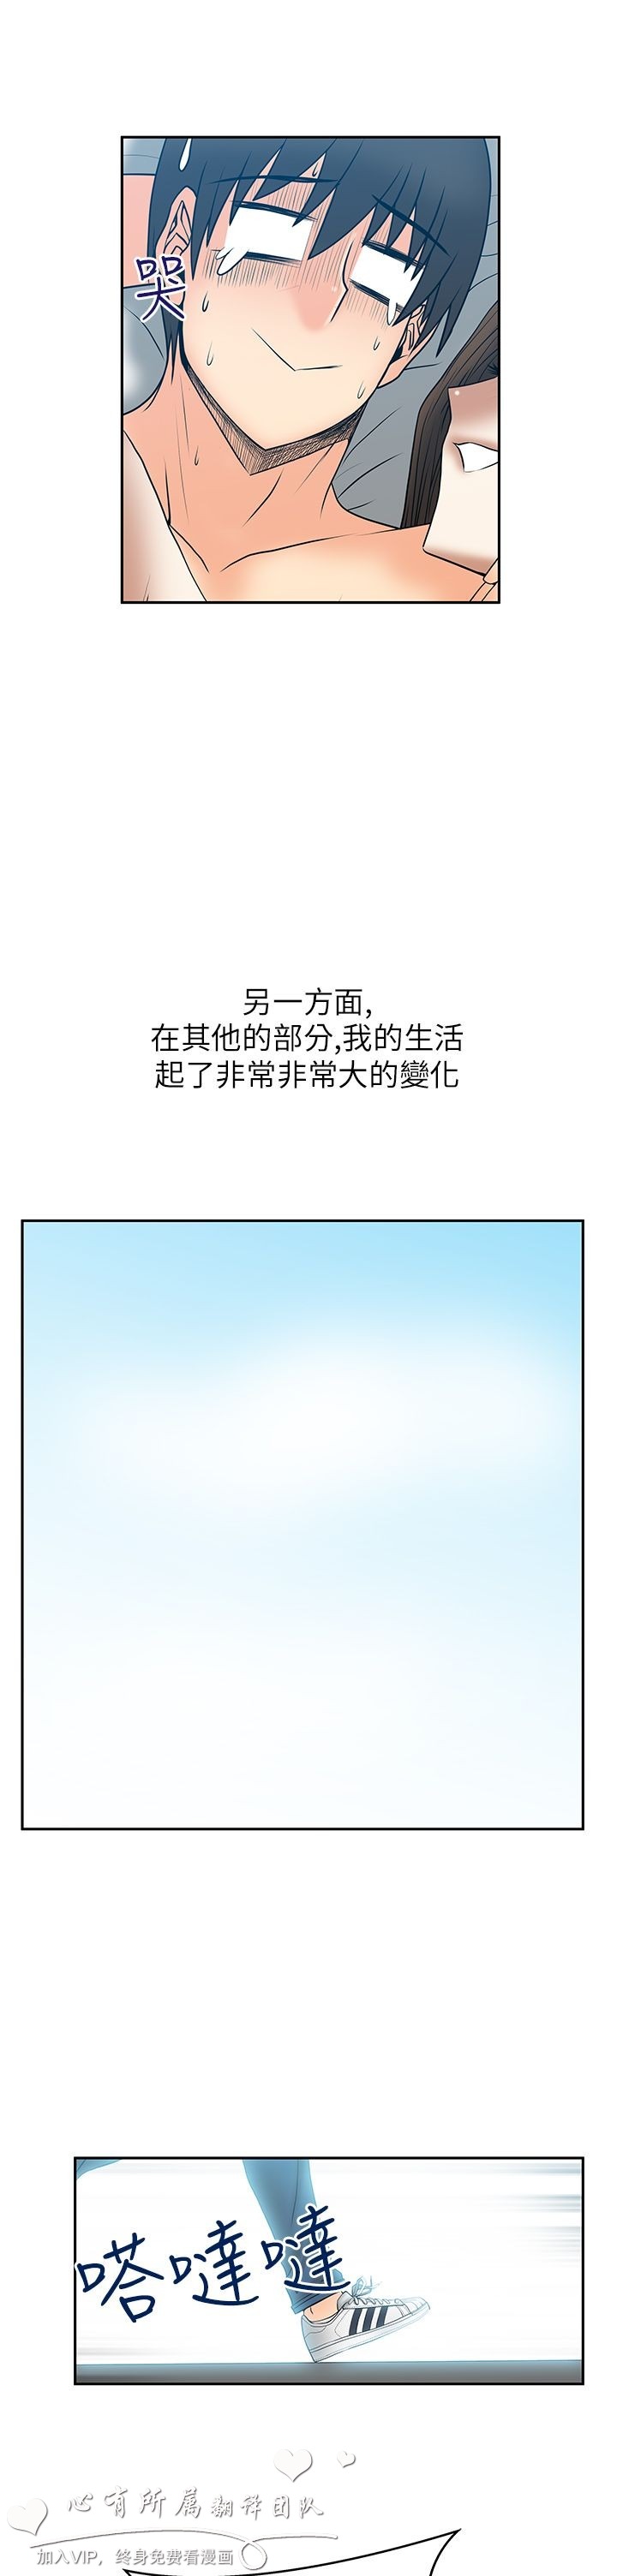 哭
另一方面,
在其他的部分,我的生活
起了非常非常大的變化
嗒噠噠
心有所属翻译团队
加入VIP，终身免费看漫画